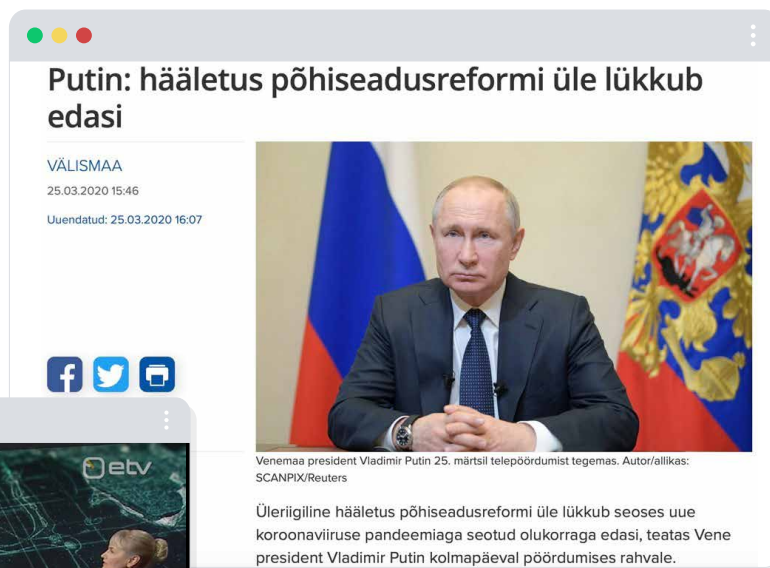 Putin: hääletus põhiseadusreformi üle lükkub
edasi
VÄLISMAA
25.03.2020 15:46
Uuendatud: 25.03.2020 16:07
etv
Venemaa president Vladimir Putin 25. märtsil telepöördumist tegemas. Autor/allikas:
SCANPIX/Reuters
Üleriigiline hääletus põhiseadusreformi üle lükkub seoses uue
koroonaviiruse pandeemiaga seotud olukorraga edasi, teatas Vene
president Vladimir Putin kolmapäeval pöördumises rahvale.